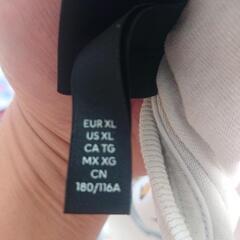 EUR XL
US XL
CA TG
MX XG
CN
180/116A